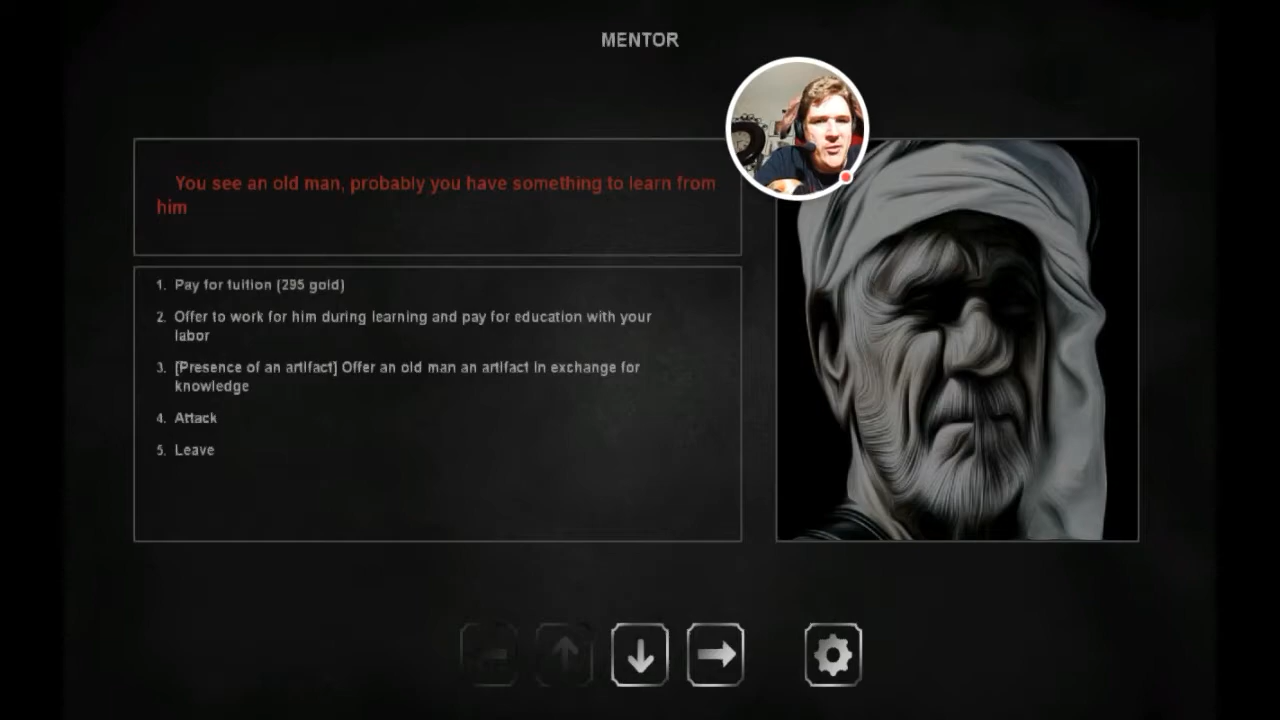 MENTOR
You see an old man, probably you have something to learn from
him
1. Pay for tuition (295 gold)
2. Offer to work for him during learning and pay for education with your
labor
3. [Presence of an artifact] Offer an old man an artifact in exchange for
knowledge
4. Attack
5. Leave